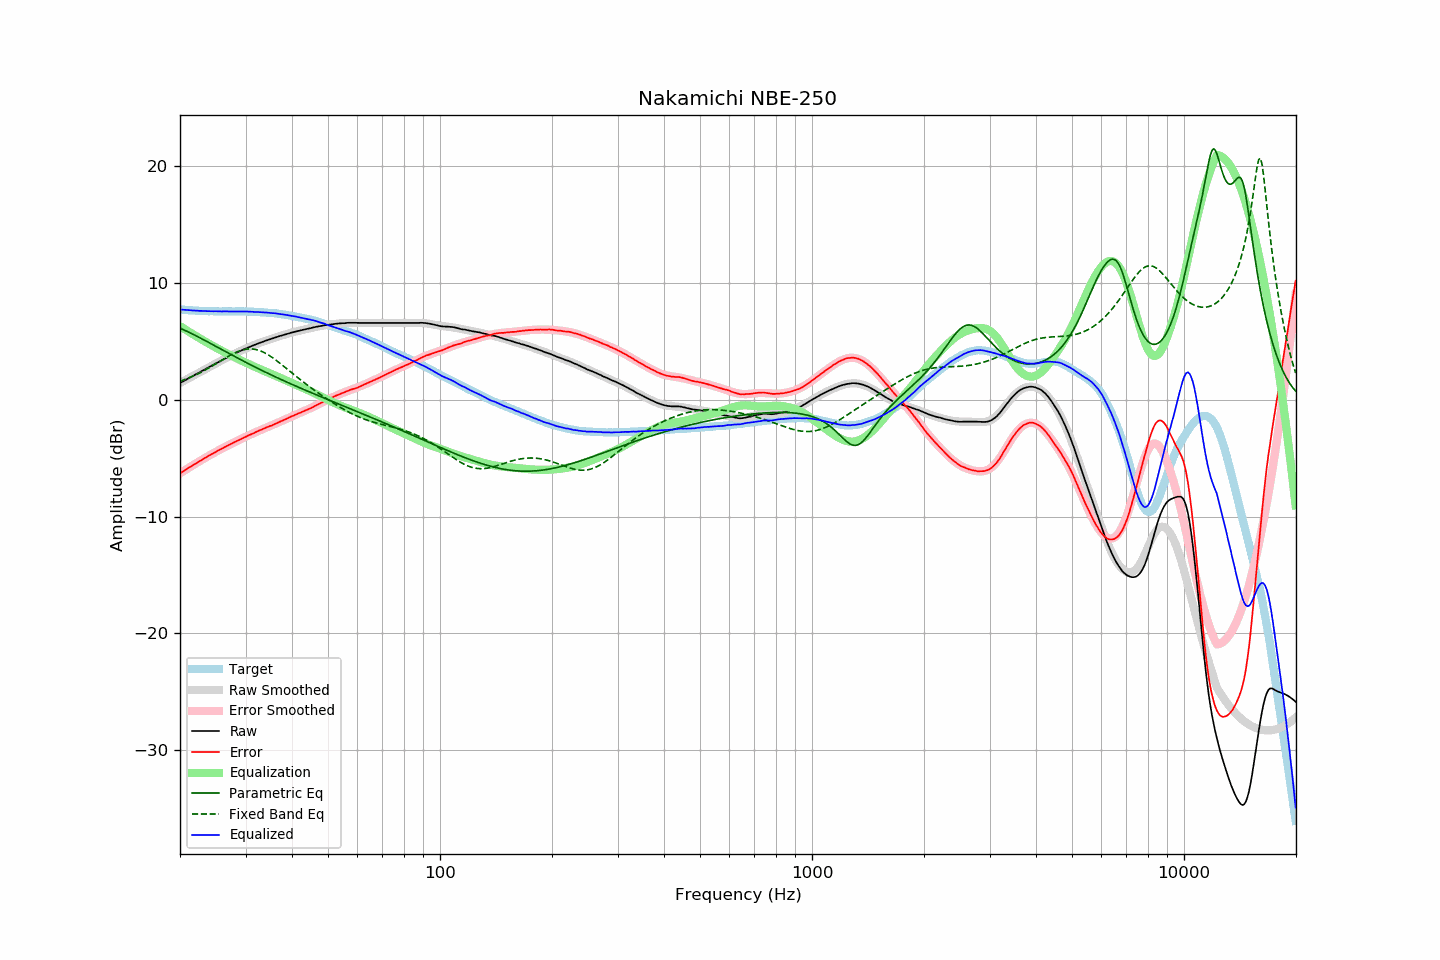 Nakamichi NBE-250
20
10
0
−10
−20
−30
Amplitude (dBr)
Target
Raw Smoothed
Error Smoothed
Raw
Error
Equalization
Parametric Eq
Fixed Band Eq
Equalized
100
1000
10000
Frequency (Hz)